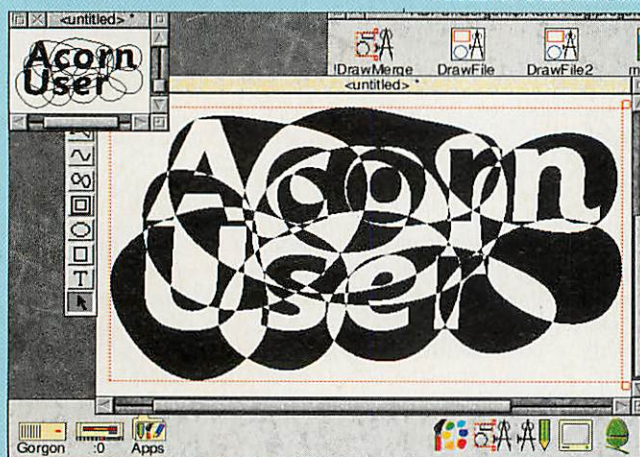 <untitled> *
Acorn
User
!DrawMerge DrawFile DrawFile2
<untitled> *
Acorn
User
T
Gorgon :0 Apps